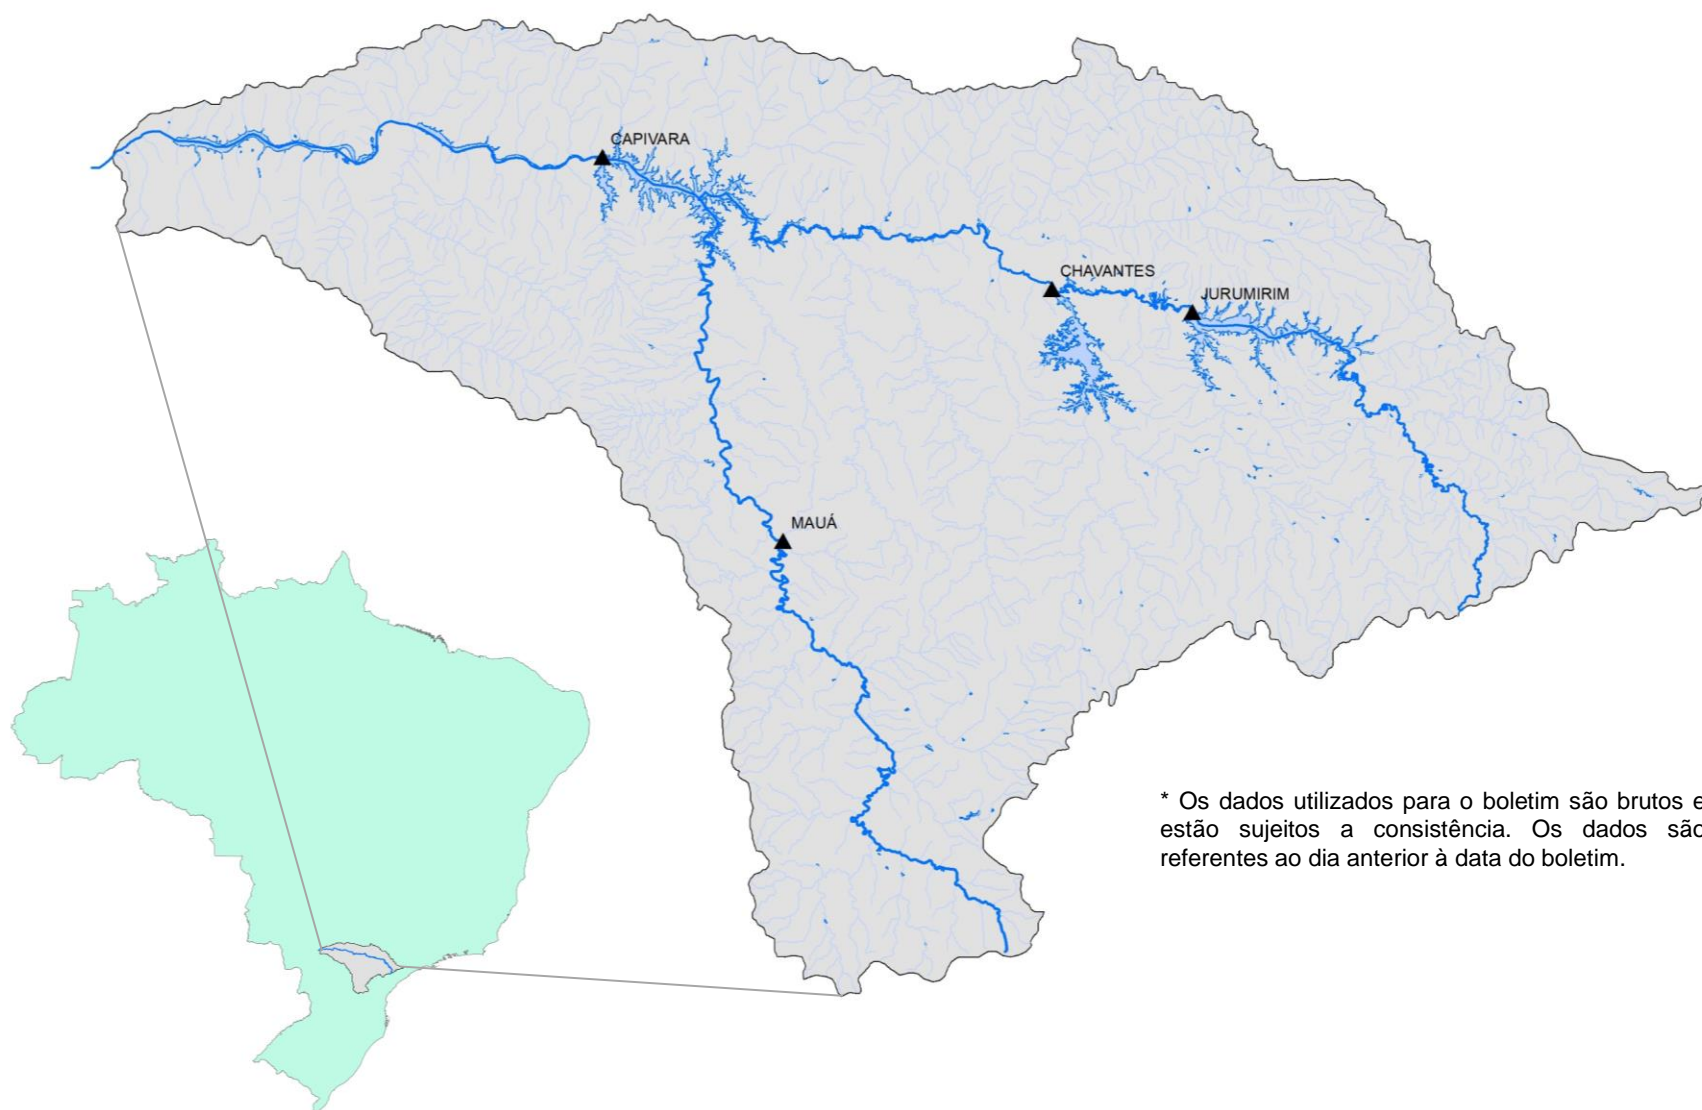 CAPIVARA
CHAVANTES
JURUMIRIM
MAUÁ
* Os dados utilizados para o boletim são brutos e
estão sujeitos a consistência. Os dados são
referentes ao dia anterior à data do boletim.